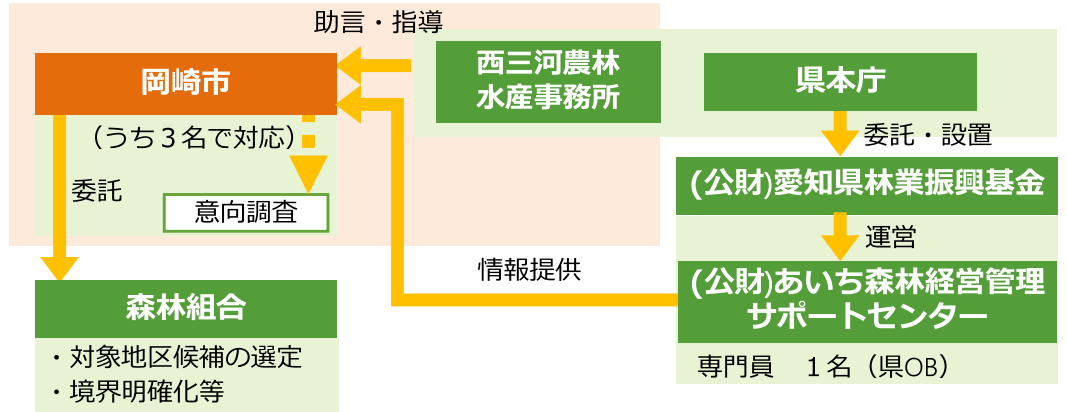 助言・指導
岡崎市
西三河農林
水産事務所
県本庁
（うち３名で対応）
委託・設置
委託
意向調査
(公財)愛知県林業振興基金
運営
情報提供
(公財)あいち森林経営管理
サポートセンター
森林組合
専門員　１名（県OB）
・対象地区候補の選定
・境界明確化等